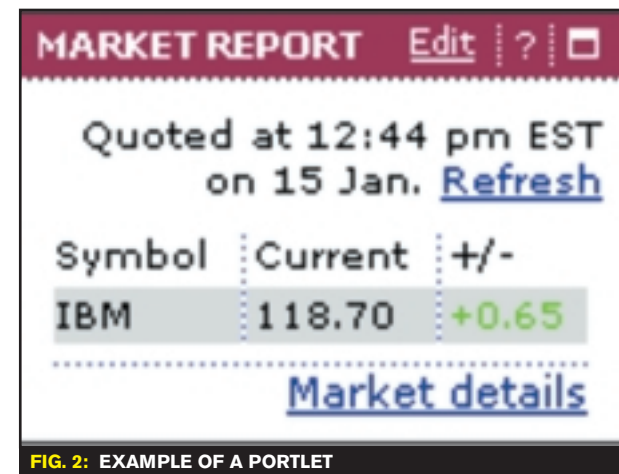 MARKET REPORT Edit ?
Quoted at 12:44 pm EST
on 15 Jan. Refresh
Symbol Current +/-
IBM 118.70 +0.65
Market details
FIG. 2: EXAMPLE OF A PORTLET